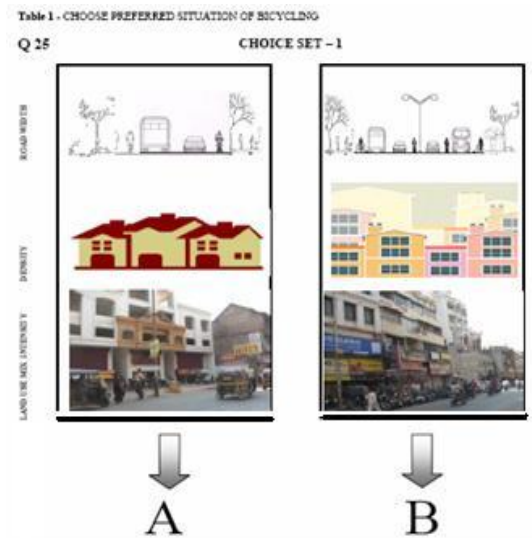 Table 1 - CHOOSE PREFERRED SITUATION OF BICYCLING
Q 25 CHOICE SET – 1
ROAD WIDTH
DENSITY
LAND USE MIX INTENSITY
A B